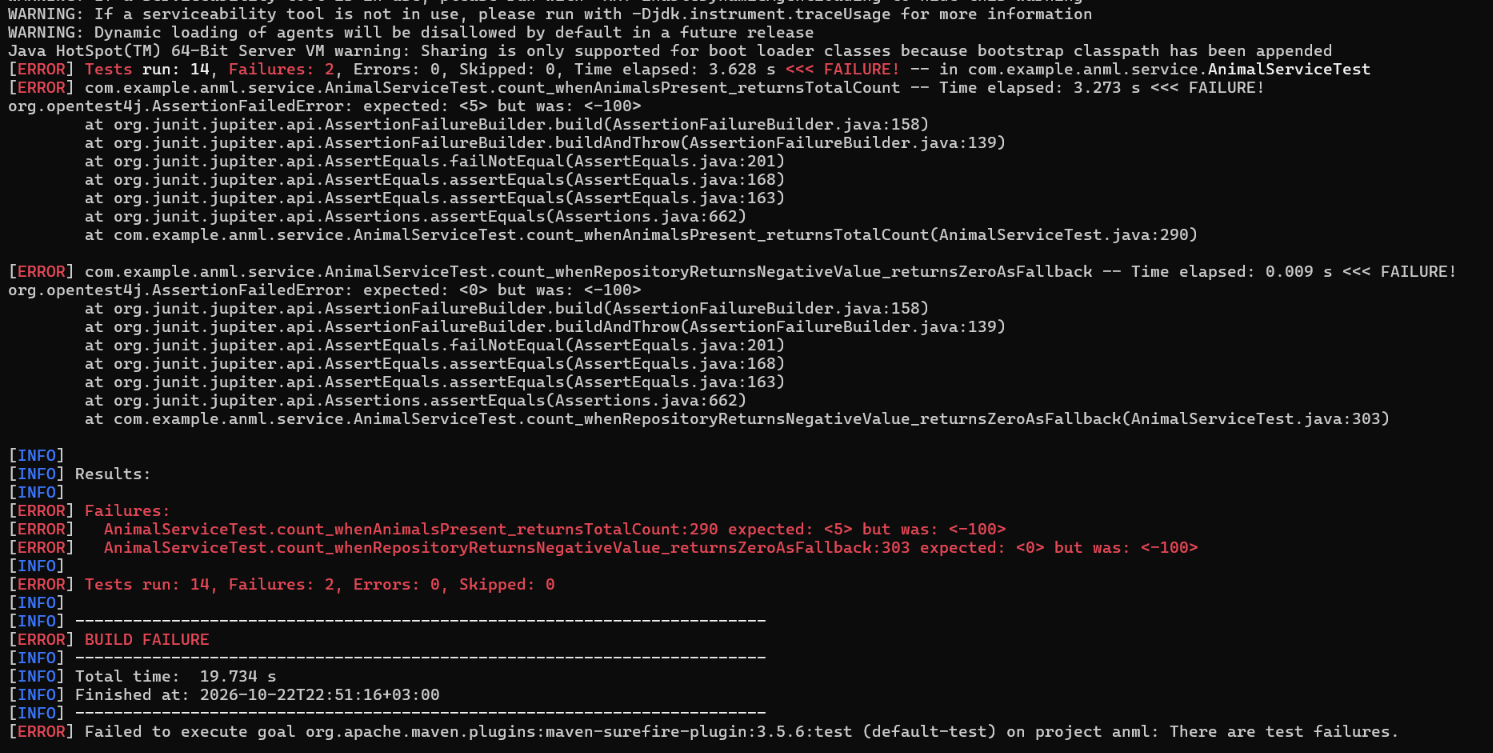 WARNING: If a serviceability tool is not in use, please run with -Djdk.instrument.traceUsage for more information
WARNING: Dynamic loading of agents will be disallowed by default in a future release
Java HotSpot(TM) 64-Bit Server VM warning: Sharing is only supported for boot loader classes because bootstrap classpath has been appended
[ERROR] Tests run: 14, Failures: 2, Errors: 0, Skipped: 0, Time elapsed: 3.628 s <<< FAILURE! -- in com.example.anml.service.AnimalServiceTest
[ERROR] com.example.anml.service.AnimalServiceTest.count_whenAnimalsPresent_returnsTotalCount -- Time elapsed: 3.273 s <<< FAILURE!
org.opentest4j.AssertionFailedError: expected: <5> but was: <-100>
        at org.junit.jupiter.api.AssertionFailureBuilder.build(AssertionFailureBuilder.java:158)
        at org.junit.jupiter.api.AssertionFailureBuilder.buildAndThrow(AssertionFailureBuilder.java:139)
        at org.junit.jupiter.api.AssertEquals.failNotEqual(AssertEquals.java:201)
        at org.junit.jupiter.api.AssertEquals.assertEquals(AssertEquals.java:168)
        at org.junit.jupiter.api.AssertEquals.assertEquals(AssertEquals.java:163)
        at org.junit.jupiter.api.Assertions.assertEquals(Assertions.java:662)
        at com.example.anml.service.AnimalServiceTest.count_whenAnimalsPresent_returnsTotalCount(AnimalServiceTest.java:290)

[ERROR] com.example.anml.service.AnimalServiceTest.count_whenRepositoryReturnsNegativeValue_returnsZeroAsFallback -- Time elapsed: 0.009 s <<< FAILURE!
org.opentest4j.AssertionFailedError: expected: <0> but was: <-100>
        at org.junit.jupiter.api.AssertionFailureBuilder.build(AssertionFailureBuilder.java:158)
        at org.junit.jupiter.api.AssertionFailureBuilder.buildAndThrow(AssertionFailureBuilder.java:139)
        at org.junit.jupiter.api.AssertEquals.failNotEqual(AssertEquals.java:201)
        at org.junit.jupiter.api.AssertEquals.assertEquals(AssertEquals.java:168)
        at org.junit.jupiter.api.AssertEquals.assertEquals(AssertEquals.java:163)
        at org.junit.jupiter.api.Assertions.assertEquals(Assertions.java:662)
        at com.example.anml.service.AnimalServiceTest.count_whenRepositoryReturnsNegativeValue_returnsZeroAsFallback(AnimalServiceTest.java:303)

[INFO]
[INFO] Results:
[INFO]
[ERROR] Failures:
[ERROR]   AnimalServiceTest.count_whenAnimalsPresent_returnsTotalCount:290 expected: <5> but was: <-100>
[ERROR]   AnimalServiceTest.count_whenRepositoryReturnsNegativeValue_returnsZeroAsFallback:303 expected: <0> but was: <-100>
[INFO]
[ERROR] Tests run: 14, Failures: 2, Errors: 0, Skipped: 0
[INFO]
[INFO] ------------------------------------------------------------------------
[ERROR] BUILD FAILURE
[INFO] ------------------------------------------------------------------------
[INFO] Total time:  19.734 s
[INFO] Finished at: 2026-10-22T22:51:16+03:00
[INFO] ------------------------------------------------------------------------
[ERROR] Failed to execute goal org.apache.maven.plugins:maven-surefire-plugin:3.5.6:test (default-test) on project anml: There are test failures.